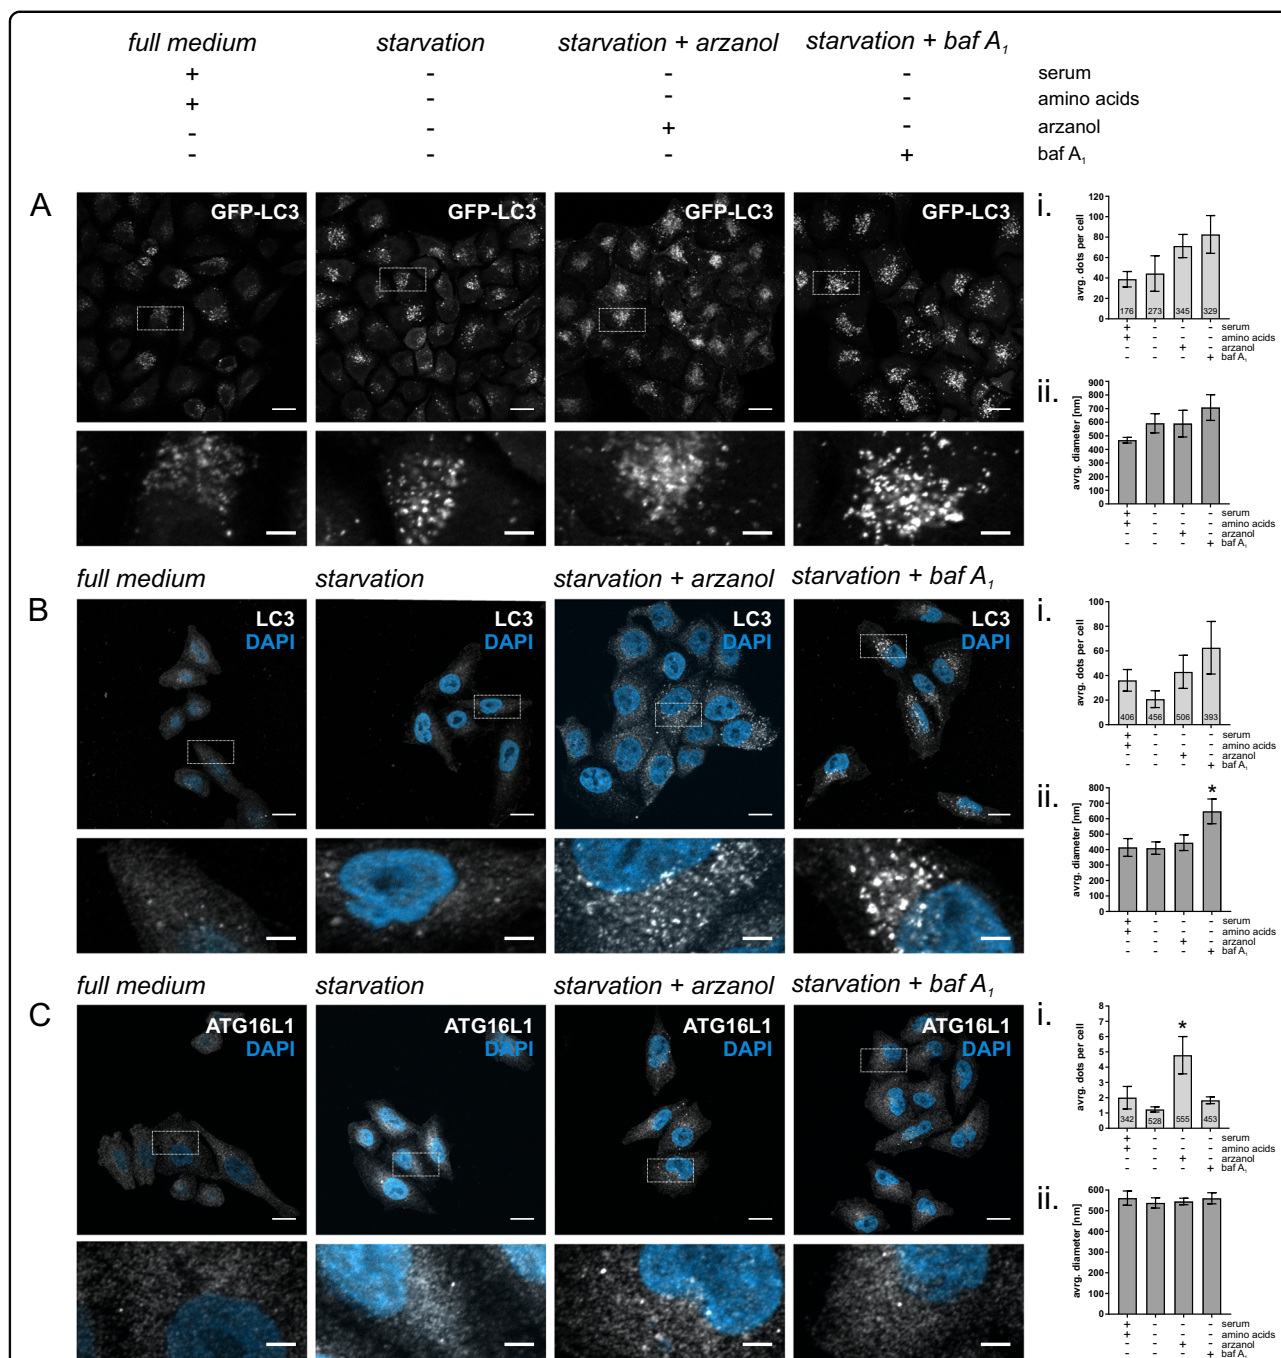 full medium starvation starvation + arzanol starvation + baf A₁
+ - - - serum
+ - - - amino acids
- - + - arzanol
- - - + baf A₁
A
GFP-LC3 GFP-LC3 GFP-LC3 GFP-LC3
i.
avrg. dots per cell
120
100
80
60
40
20
0
176 273 345 329
+ - - - serum
+ - - - amino acids
- - + - arzanol
- - - + baf A₁
ii.
avrg. diameter [nm]
900
800
700
600
500
400
300
200
100
0
+ - - - serum
+ - - - amino acids
- - + - arzanol
- - - + baf A₁
full medium starvation starvation + arzanol starvation + baf A₁
B
LC3 LC3 LC3 LC3
DAPI DAPI DAPI DAPI
i.
avrg. dots per cell
100
80
60
40
20
0
406 456 506 393
+ - - - serum
+ - - - amino acids
- - + - arzanol
- - - + baf A₁
ii.
avrg. diameter [nm]
800
700
600
500
400
300
200
100
0
*
+ - - - serum
+ - - - amino acids
- - + - arzanol
- - - + baf A₁
full medium starvation starvation + arzanol starvation + baf A₁
C
ATG16L1 ATG16L1 ATG16L1 ATG16L1
DAPI DAPI DAPI DAPI
i.
avrg. dots per cell
8
7
6
5
4
3
2
1
0
*
342 528 555 453
+ - - - serum
+ - - - amino acids
- - + - arzanol
- - - + baf A₁
ii.
avrg. diameter [nm]
600
500
400
300
200
100
0
+ - - - serum
+ - - - amino acids
- - + - arzanol
- - - + baf A₁